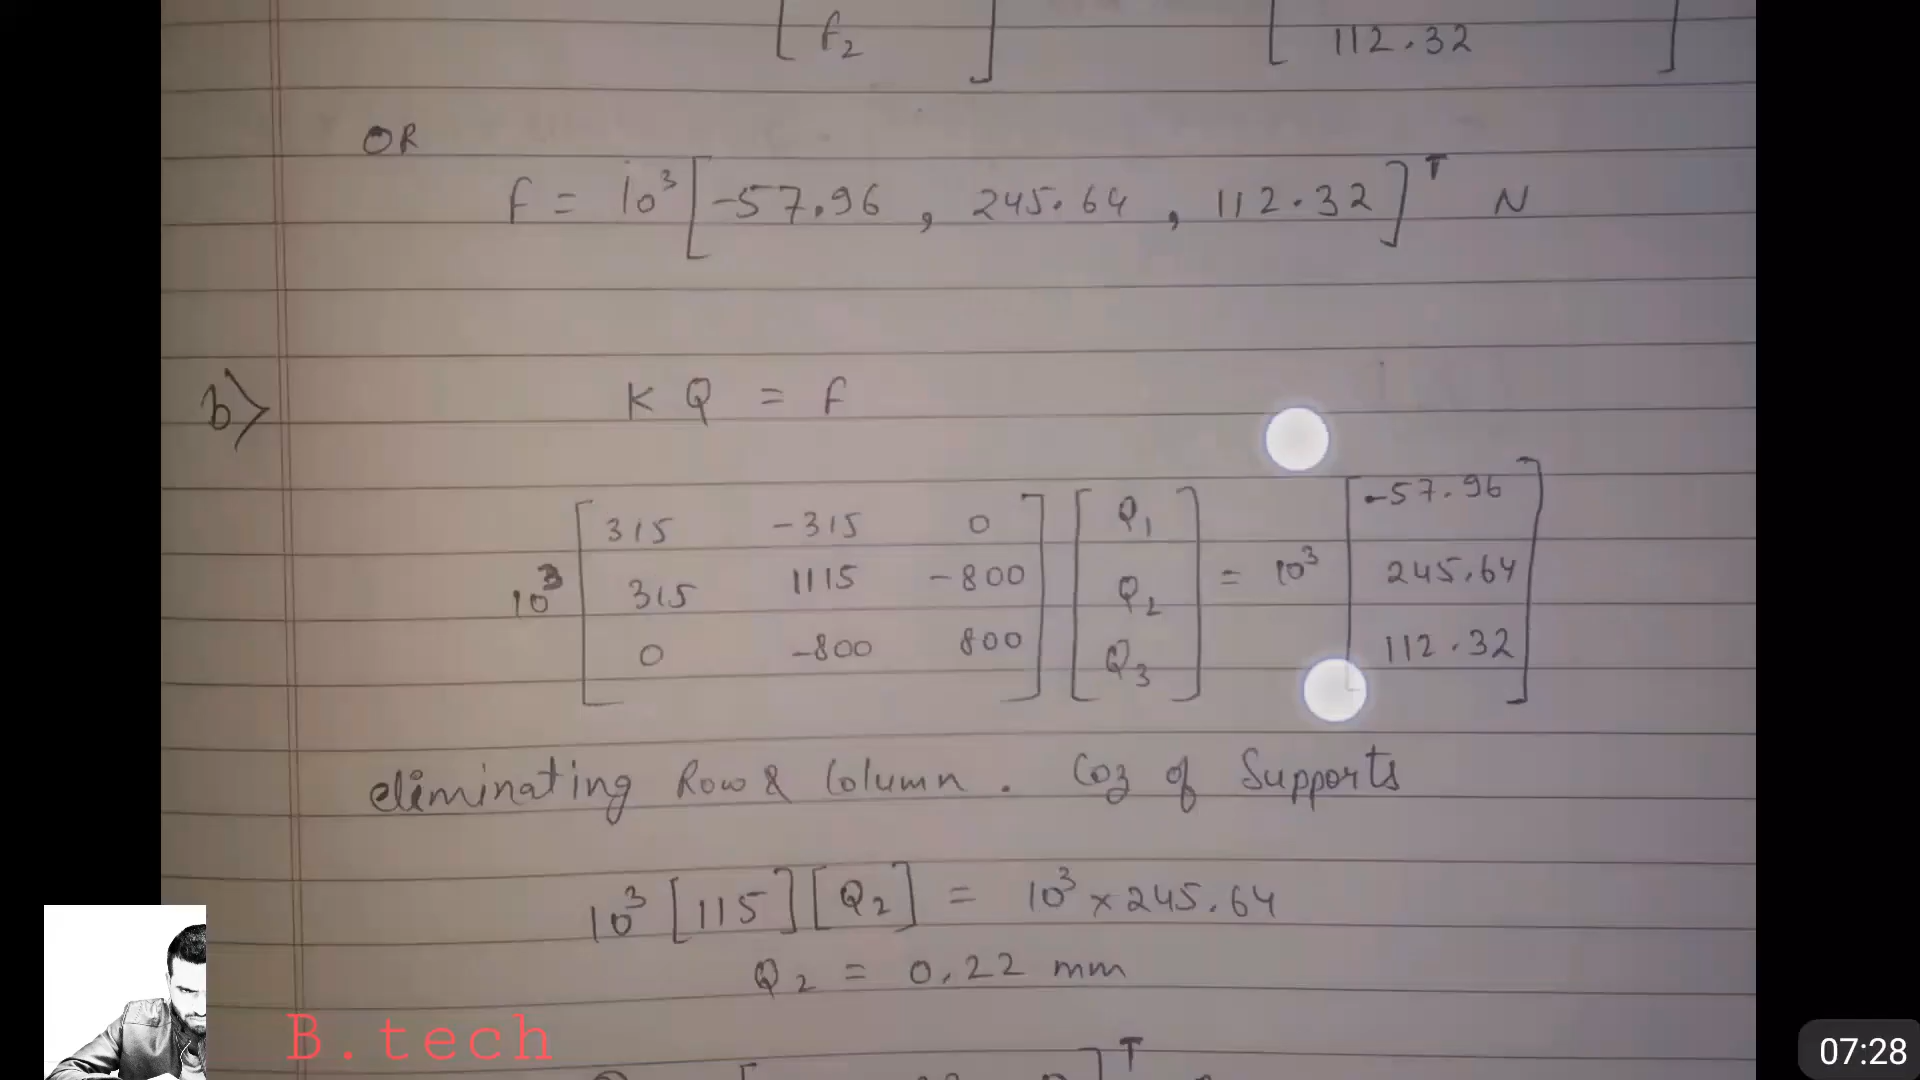 f2 112.32
OR
f = 10³ [-57.96 , 245.64 , 112.32]ᵀ N
b) K Q = f
315 -315 0 Q1 -57.96
10³ 315 1115 -800 Q2 = 10³ 245.64
0 -800 800 Q3 112.32
eliminating Row & Column . Coz of Supports
10³ [115] [Q2] = 10³ × 245.64
Q2 = 0.22 mm
T
B.tech
07:28